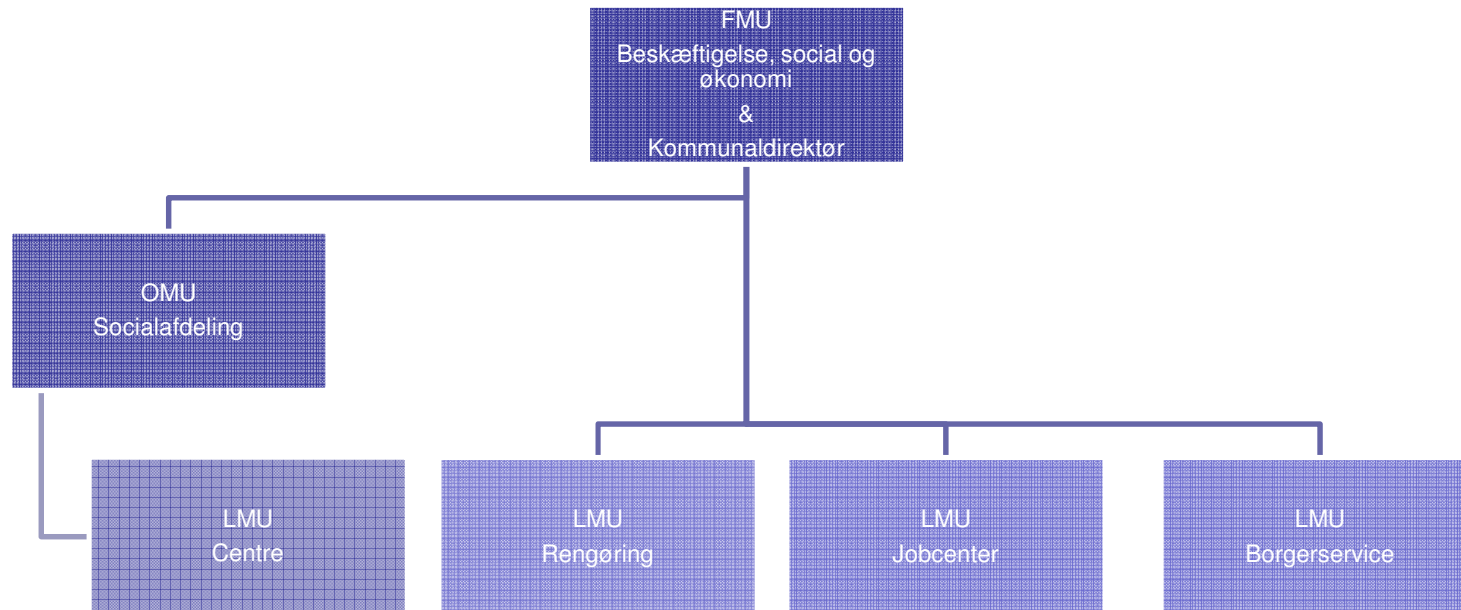 FMU
Beskæftigelse, social og
økonomi
&
Kommunaldirektør
OMU
Socialafdeling
LMU
Centre
LMU
Rengøring
LMU
Jobcenter
LMU
Borgerservice